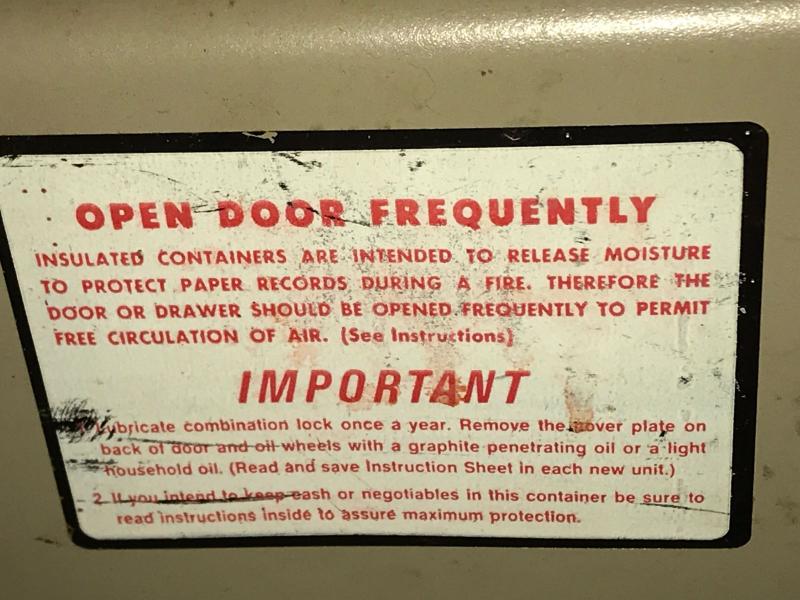 OPEN DOOR FREQUENTLY
INSULATED CONTAINERS ARE INTENDED TO RELEASE MOISTURE
TO PROTECT PAPER RECORDS DURING A FIRE. THEREFORE THE
DOOR OR DRAWER SHOULD BE OPENED FREQUENTLY TO PERMIT
FREE CIRCULATION OF AIR. (See Instructions)
IMPORTANT
1. Lubricate combination lock once a year. Remove the cover plate on
back of door and oil wheels with a graphite penetrating oil or a light
household oil. (Read and save Instruction Sheet in each new unit.)
2. If you intend to keep cash or negotiables in this container be sure to
read instructions inside to assure maximum protection.